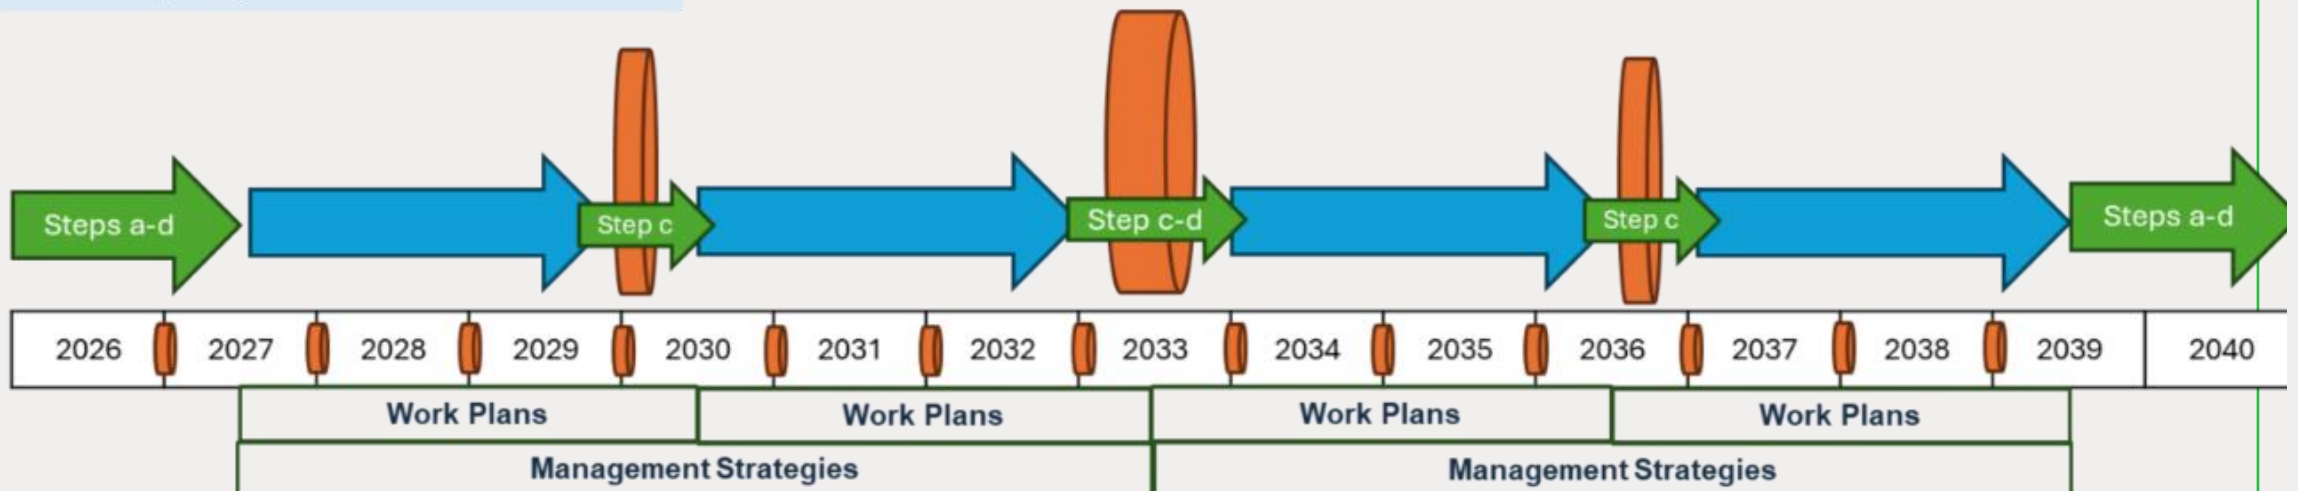 Steps a-d
Step c
Step c-d
Step c
Steps a-d
2026 2027 2028 2029 2030 2031 2032 2033 2034 2035 2036 2037 2038 2039 2040
Work Plans Work Plans Work Plans Work Plans
Management Strategies Management Strategies